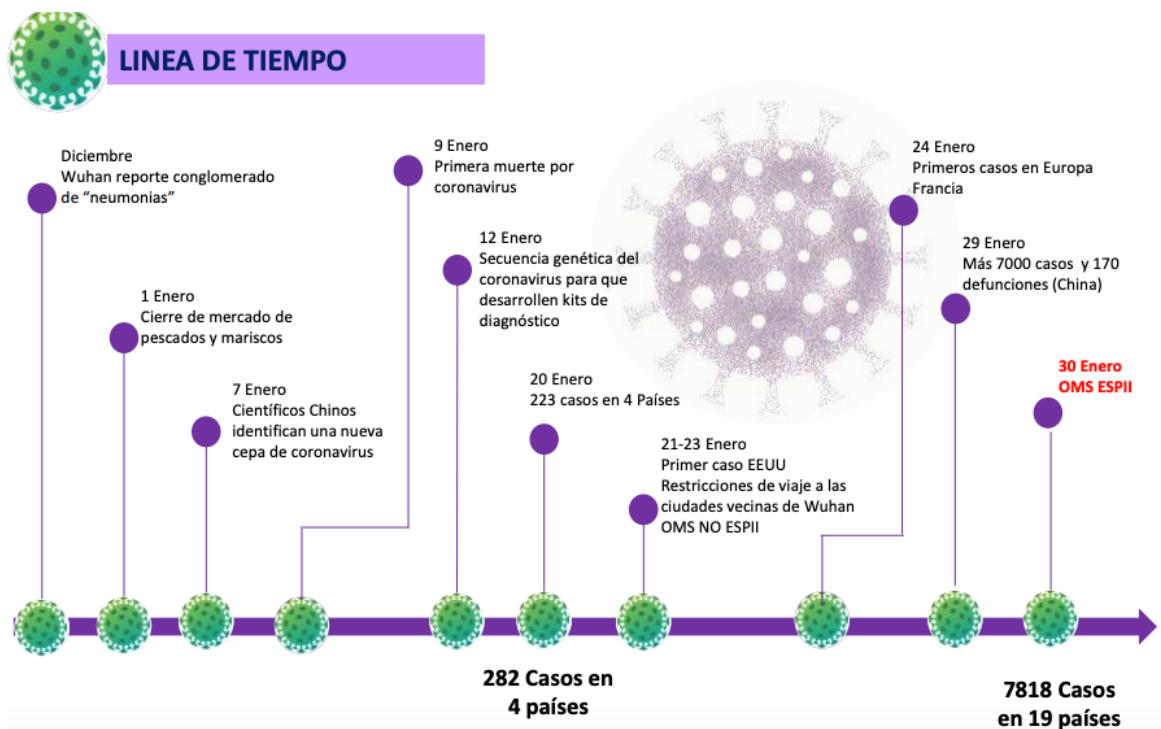 LINEA DE TIEMPO
Diciembre
Wuhan reporte conglomerado
de “neumonias”
1 Enero
Cierre de mercado de
pescados y mariscos
7 Enero
Científicos Chinos
identifican una nueva
cepa de coronavirus
9 Enero
Primera muerte por
coronavirus
12 Enero
Secuencia genética del
coronavirus para que
desarrollen kits de
diagnóstico
20 Enero
223 casos en 4 Países
21-23 Enero
Primer caso EEUU
Restricciones de viaje a las
ciudades vecinas de Wuhan
OMS NO ESPII
24 Enero
Primeros casos en Europa
Francia
29 Enero
Más 7000 casos y 170
defunciones (China)
30 Enero
OMS ESPII
282 Casos en
4 países
7818 Casos
en 19 países